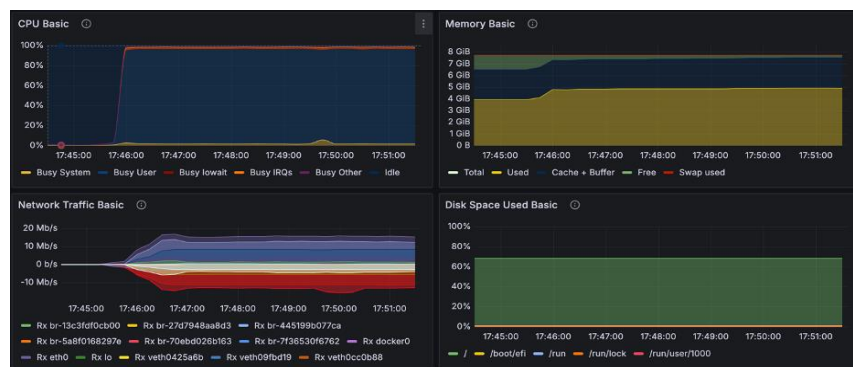 CPU Basic
100%
80%
60%
40%
20%
0%
17:45:00 17:46:00 17:47:00 17:48:00 17:49:00 17:50:00 17:51:00
Busy System Busy User Busy Iowait Busy IRQs Busy Other Idle
Memory Basic
8 GiB
7 GiB
6 GiB
5 GiB
4 GiB
3 GiB
2 GiB
1 GiB
0 B
17:45:00 17:46:00 17:47:00 17:48:00 17:49:00 17:50:00 17:51:00
Total Used Cache + Buffer Free Swap used
Network Traffic Basic
20 Mb/s
10 Mb/s
0 b/s
-10 Mb/s
17:45:00 17:46:00 17:47:00 17:48:00 17:49:00 17:50:00 17:51:00
Rx br-13c3fdf0cb00 Rx br-27d7948aa8d3 Rx br-445199b077ca
Rx br-5a8f0168297e Rx br-70ebd026b163 Rx br-7f36530f6762 Rx docker0
Rx eth0 Rx lo Rx veth0425a6b Rx veth09fbd19 Rx veth0cc0b88
Disk Space Used Basic
100%
80%
60%
40%
20%
0%
17:45:00 17:46:00 17:47:00 17:48:00 17:49:00 17:50:00 17:51:00
/ /boot/efi /run /run/lock /run/user/1000